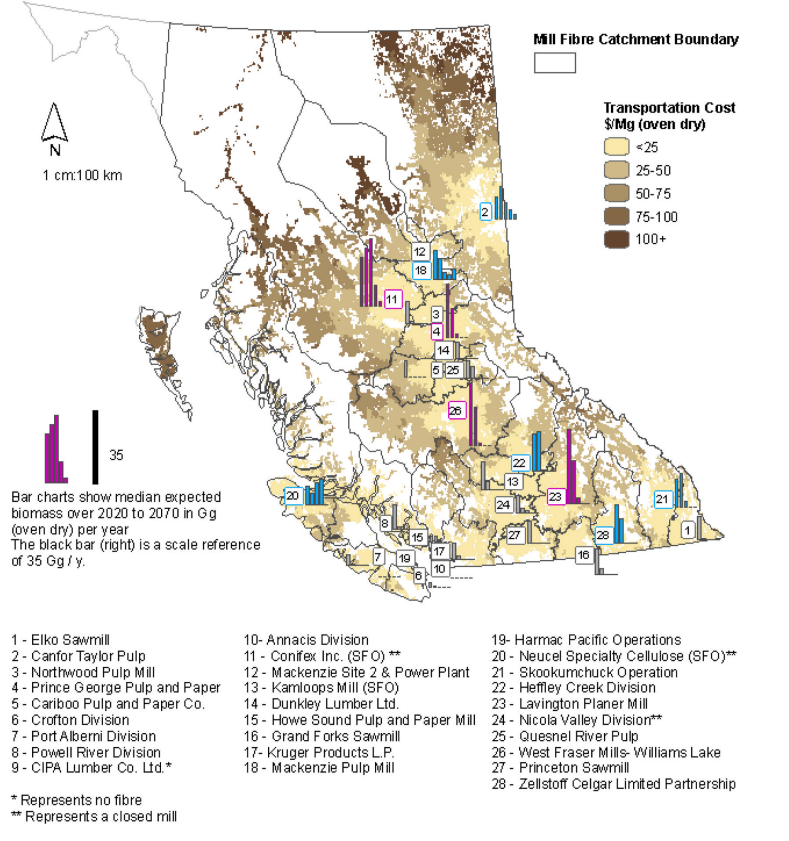 Mill Fibre Catchment Boundary
Transportation Cost
$/Mg (oven dry)
<25
25-50
50-75
75-100
100+
N
1 cm:100 km
2
12
18
11
3
4
14
5
25
26
22
13
23
24
21
20
8
15
27
28
1
17
16
7
19
10
6
35
Bar charts show median expected
biomass over 2020 to 2070 in Gg
(oven dry) per year
The black bar (right) is a scale reference
of 35 Gg / y.
1 - Elko Sawmill
2 - Canfor Taylor Pulp
3 - Northwood Pulp Mill
4 - Prince George Pulp and Paper
5 - Cariboo Pulp and Paper Co.
6 - Crofton Division
7 - Port Alberni Division
8 - Powell River Division
9 - CIPA Lumber Co. Ltd.*
10- Annacis Division
11 - Conifex Inc. (SFO) **
12 - Mackenzie Site 2 & Power Plant
13 - Kamloops Mill (SFO)
14 - Dunkley Lumber Ltd.
15 - Howe Sound Pulp and Paper Mill
16 - Grand Forks Sawmill
17- Kruger Products L.P.
18 - Mackenzie Pulp Mill
19- Harmac Pacific Operations
20 - Neucel Specialty Cellulose (SFO)**
21 - Skookumchuck Operation
22 - Heffley Creek Division
23 - Lavington Planer Mill
24 - Nicola Valley Division**
25 - Quesnel River Pulp
26 - West Fraser Mills- Williams Lake
27 - Princeton Sawmill
28 - Zellstoff Celgar Limited Partnership
* Represents no fibre
** Represents a closed mill